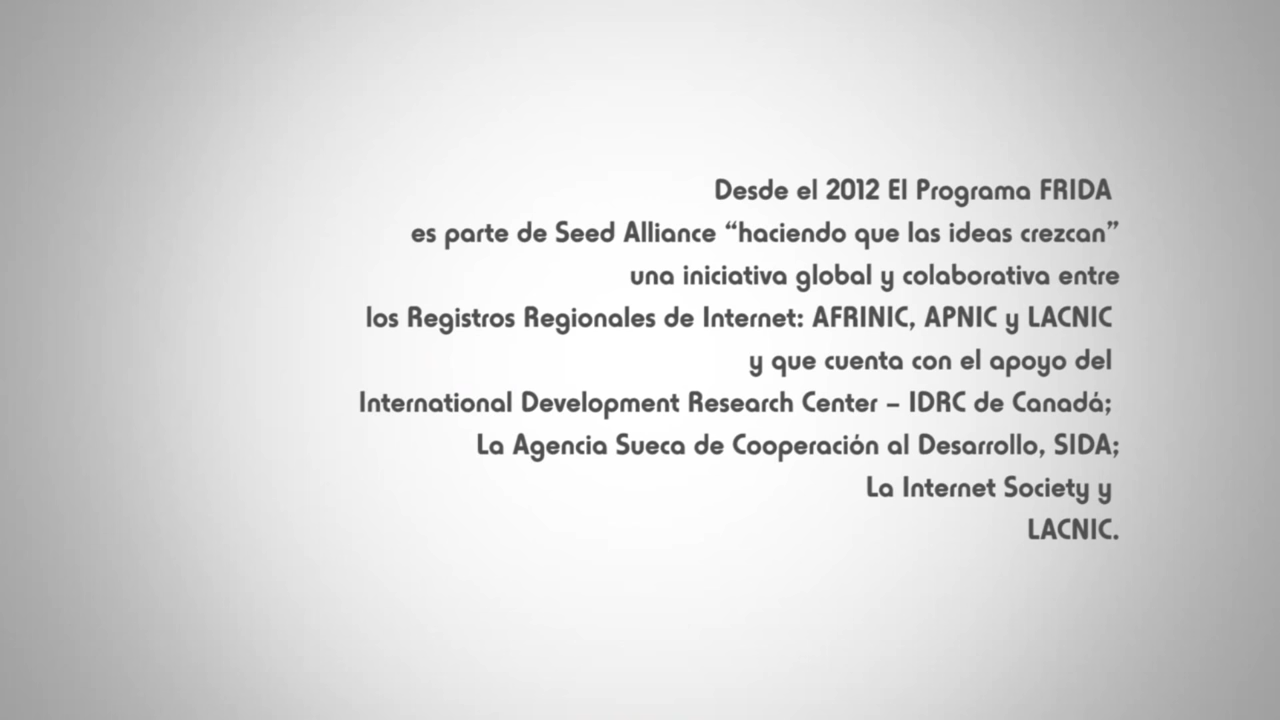 Desde el 2012 El Programa FRIDA
es parte de Seed Alliance “haciendo que las ideas crezcan”
una iniciativa global y colaborativa entre
los Registros Regionales de Internet: AFRINIC, APNIC y LACNIC
y que cuenta con el apoyo del
International Development Research Center – IDRC de Canadá;
La Agencia Sueca de Cooperación al Desarrollo, SIDA;
La Internet Society y
LACNIC.